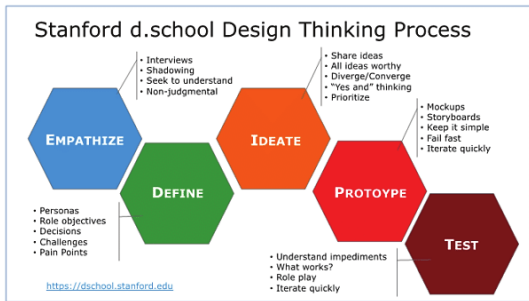 Stanford d.school Design Thinking Process
• Interviews
• Shadowing
• Seek to understand
• Non-judgmental
• Share ideas
• All ideas worthy
• Diverge/Converge
• “Yes and” thinking
• Prioritize
• Mockups
• Storyboards
• Keep it simple
• Fail fast
• Iterate quickly
EMPATHIZE
IDEATE
DEFINE
PROTOYPE
TEST
• Personas
• Role objectives
• Decisions
• Challenges
• Pain Points
• Understand impediments
• What works?
• Role play
• Iterate quickly
https://dschool.stanford.edu